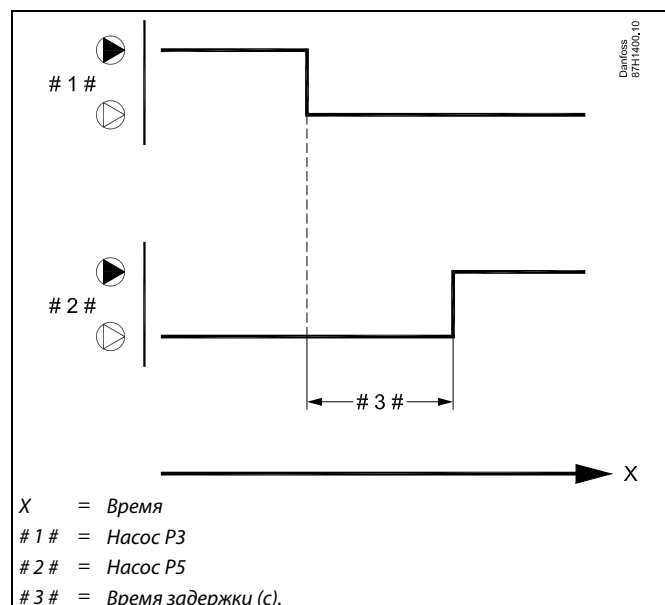 Danfoss
87H1400,10
# 1 #
# 2 #
# 3 #
X
X = Время
# 1 # = Насос P3
# 2 # = Насос P5
# 3 # = Время задержки (с).